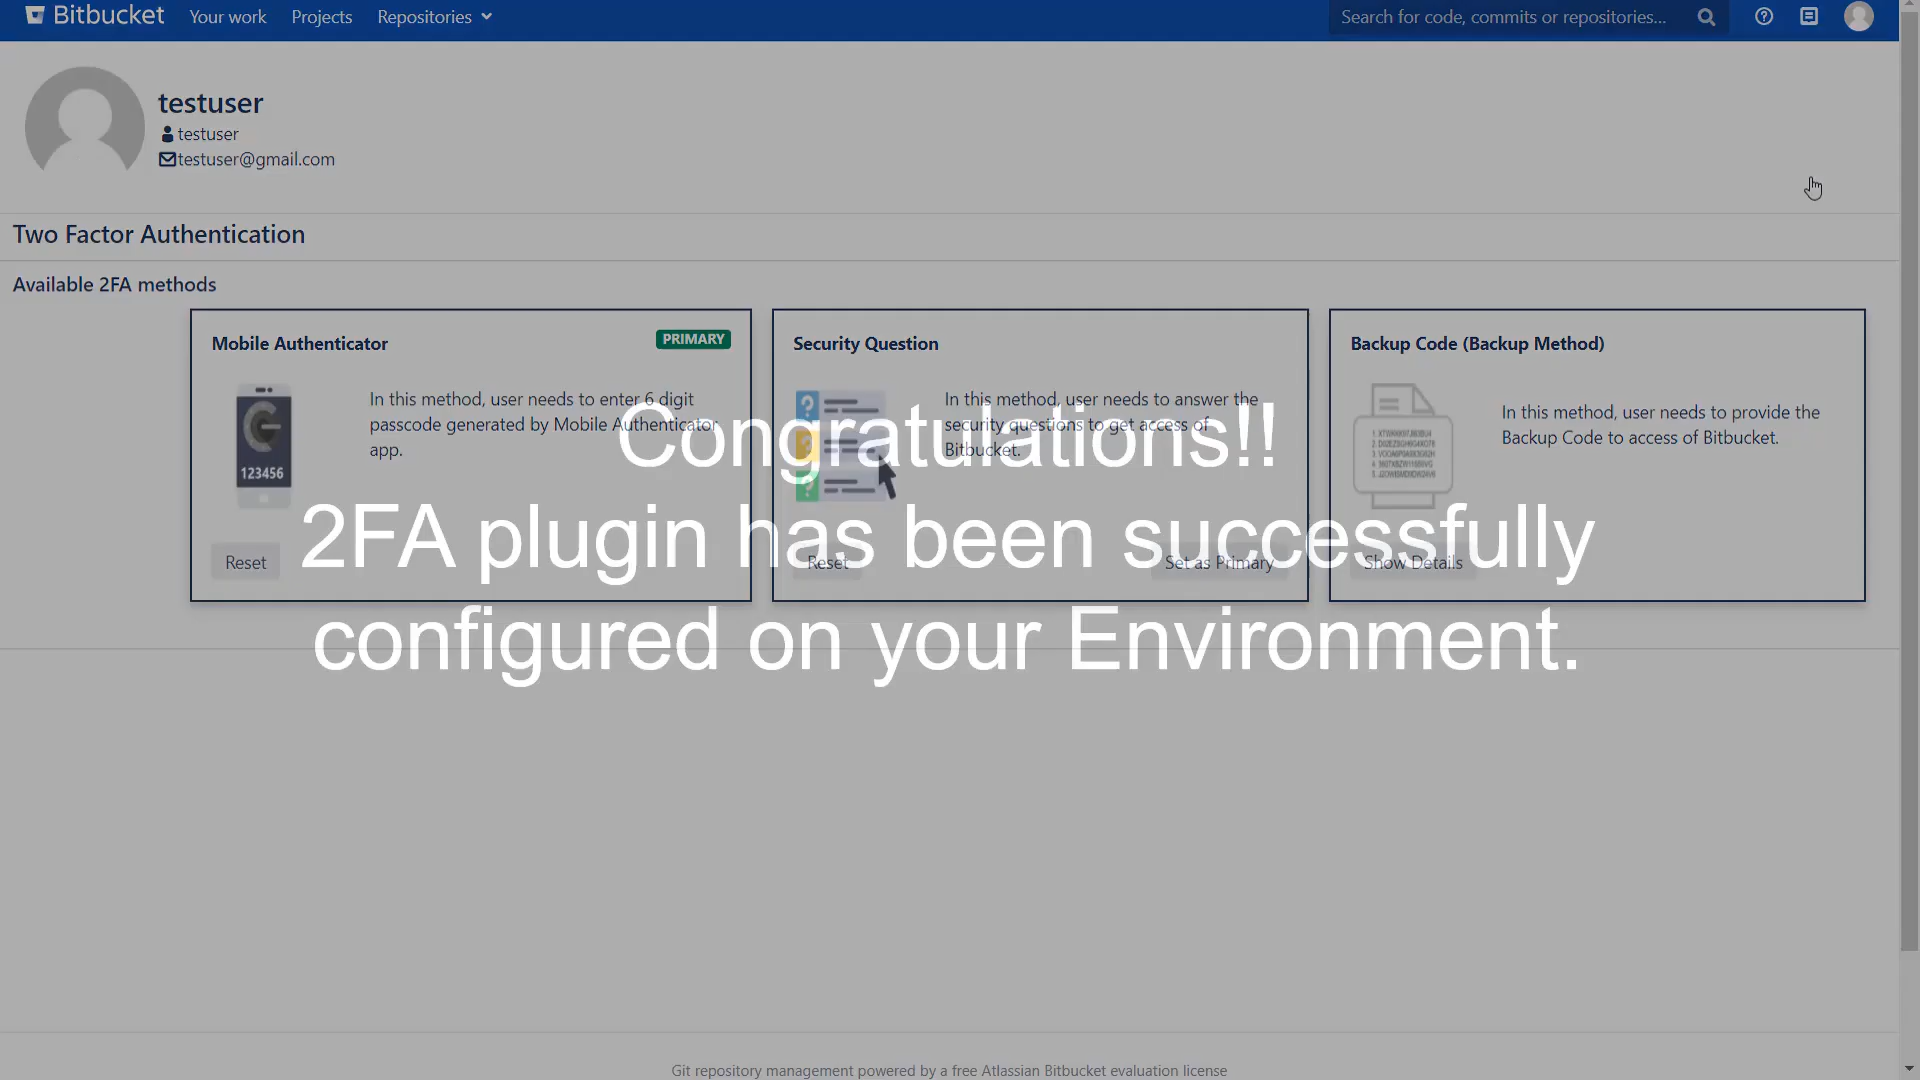 Bitbucket Your work Projects Repositories Search for code, commits or repositories...
testuser
testuser
testuser@gmail.com
Two Factor Authentication
Available 2FA methods
Mobile Authenticator PRIMARY
In this method, user needs to enter 6 digit
passcode generated by Mobile Authenticator
app.
123456
Reset
Security Question
In this method, user needs to answer the
security questions to get access of
Bitbucket.
Reset Set as Primary
Backup Code (Backup Method)
In this method, user needs to provide the
Backup Code to access of Bitbucket.
Show Details
Congratulations!!
2FA plugin has been successfully
configured on your Environment.
Git repository management powered by a free Atlassian Bitbucket evaluation license